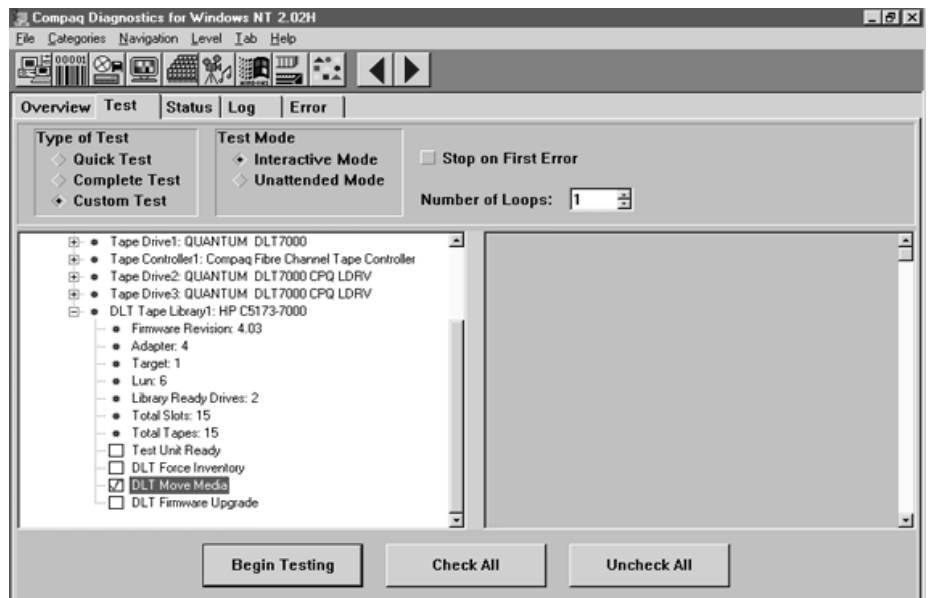 Compaq Diagnostics for Windows NT 2.02H
File Categories Navigation Level Tab Help
00001
Overview Test Status Log Error
Type of Test
Quick Test
Complete Test
Custom Test
Test Mode
Interactive Mode
Unattended Mode
Stop on First Error
Number of Loops: 1
Tape Drive1: QUANTUM DLT7000
Tape Controller1: Compaq Fibre Channel Tape Controller
Tape Drive2: QUANTUM DLT7000 CPQ LDRV
Tape Drive3: QUANTUM DLT7000 CPQ LDRV
DLT Tape Library1: HP C5173-7000
Firmware Revision: 4.03
Adapter: 4
Target: 1
Lun: 6
Library Ready Drives: 2
Total Slots: 15
Total Tapes: 15
Test Unit Ready
DLT Force Inventory
DLT Move Media
DLT Firmware Upgrade
Begin Testing Check All Uncheck All